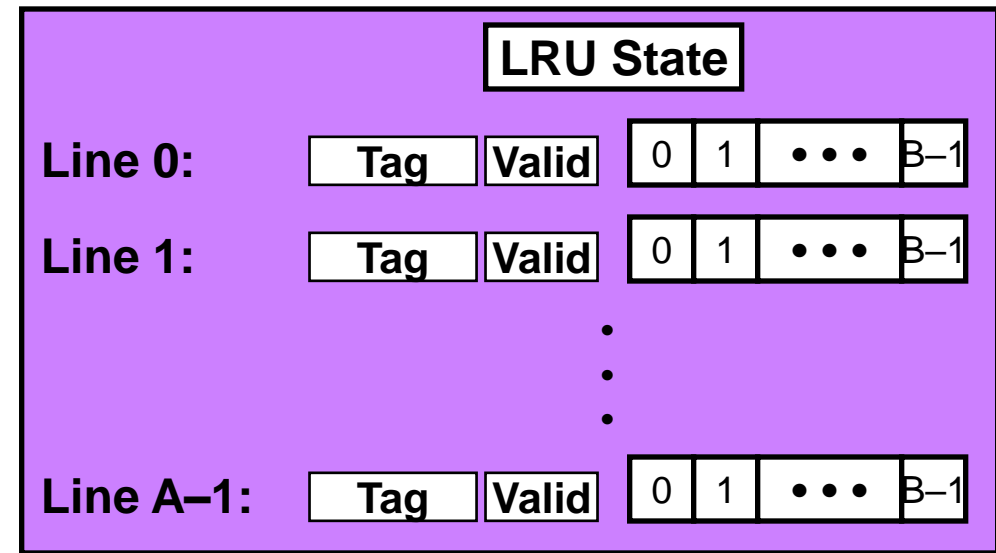 LRU State
Line 0: Tag Valid 0 1 • • • B–1
Line 1: Tag Valid 0 1 • • • B–1
•
•
•
Line A–1: Tag Valid 0 1 • • • B–1